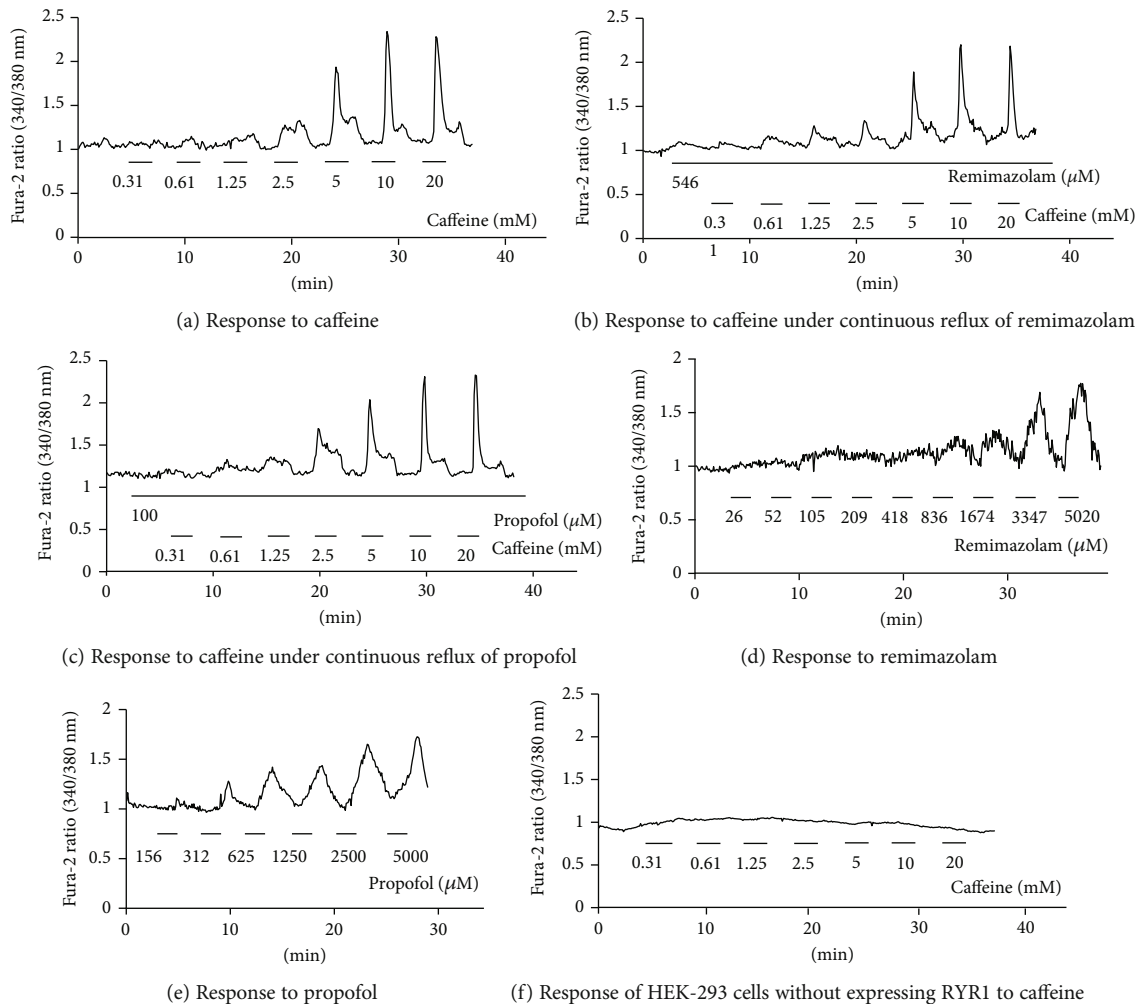 Fura-2 ratio (340/380 nm)
2.5
2
1.5
1
0.5
0
0.31 0.61 1.25 2.5 5 10 20
Caffeine (mM)
0 10 20 30 40
(min)
(a) Response to caffeine
Fura-2 ratio (340/380 nm)
2.5
2
1.5
1
0.5
0
546
Remimazolam (μM)
0.3 0.61 1.25 2.5 5 10 20 Caffeine (mM)
1
0 10 20 30 40
(min)
(b) Response to caffeine under continuous reflux of remimazolam
Fura-2 ratio (340/380 nm)
2.5
2
1.5
1
0.5
0
100
Propofol (μM)
0.31 0.61 1.25 2.5 5 10 20 Caffeine (mM)
0 10 20 30 40
(min)
(c) Response to caffeine under continuous reflux of propofol
Fura-2 ratio (340/380 nm)
2
1.5
1
0.5
0
26 52 105 209 418 836 1674 3347 5020
Remimazolam (μM)
0 10 20 30
(min)
(d) Response to remimazolam
Fura-2 ratio (340/380 nm)
2
1.5
1
0.5
0
156 312 625 1250 2500 5000
Propofol (μM)
0 10 20 30
(min)
(e) Response to propofol
Fura-2 ratio (340/380 nm)
2.5
2
1.5
1
0.5
0
0.31 0.61 1.25 2.5 5 10 20
Caffeine (mM)
0 10 20 30 40
(min)
(f) Response of HEK-293 cells without expressing RYR1 to caffeine